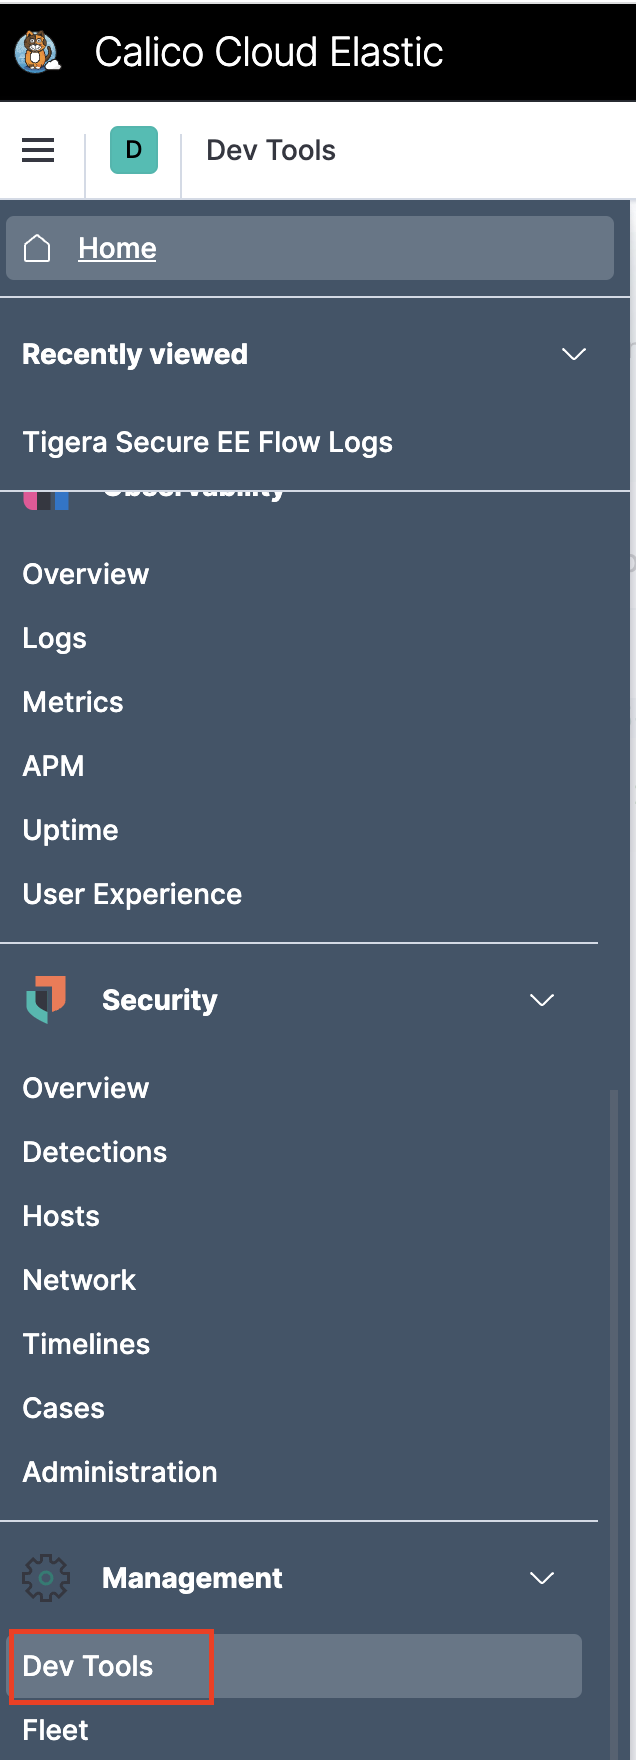 Calico Cloud Elastic
D
Dev Tools
Home
Recently viewed
Tigera Secure EE Flow Logs
Observability
Overview
Logs
Metrics
APM
Uptime
User Experience
Security
Overview
Detections
Hosts
Network
Timelines
Cases
Administration
Management
Dev Tools
Fleet